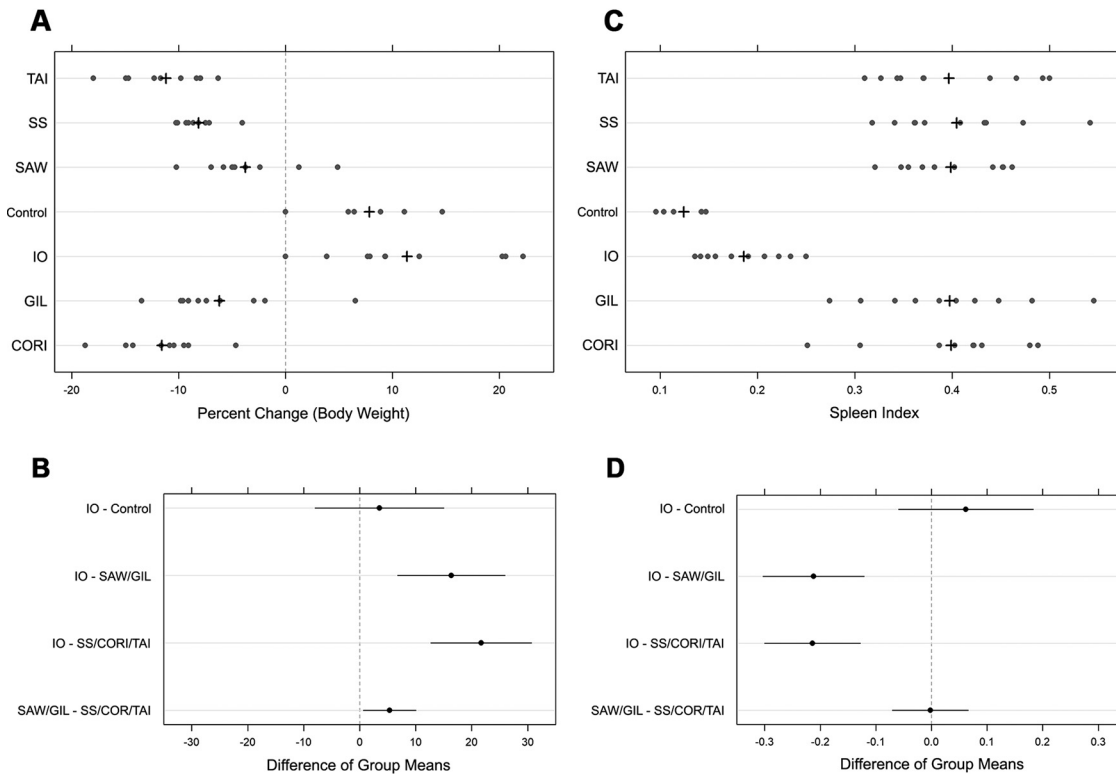 A
TAI
SS
SAW
Control
IO
GIL
CORI
-20 -10 0 10 20
Percent Change (Body Weight)
C
TAI
SS
SAW
Control
IO
GIL
CORI
0.1 0.2 0.3 0.4 0.5
Spleen Index
B
IO - Control
IO - SAW/GIL
IO - SS/CORI/TAI
SAW/GIL - SS/COR/TAI
-30 -20 -10 0 10 20 30
Difference of Group Means
D
IO - Control
IO - SAW/GIL
IO - SS/CORI/TAI
SAW/GIL - SS/COR/TAI
-0.3 -0.2 -0.1 0.0 0.1 0.2 0.3
Difference of Group Means